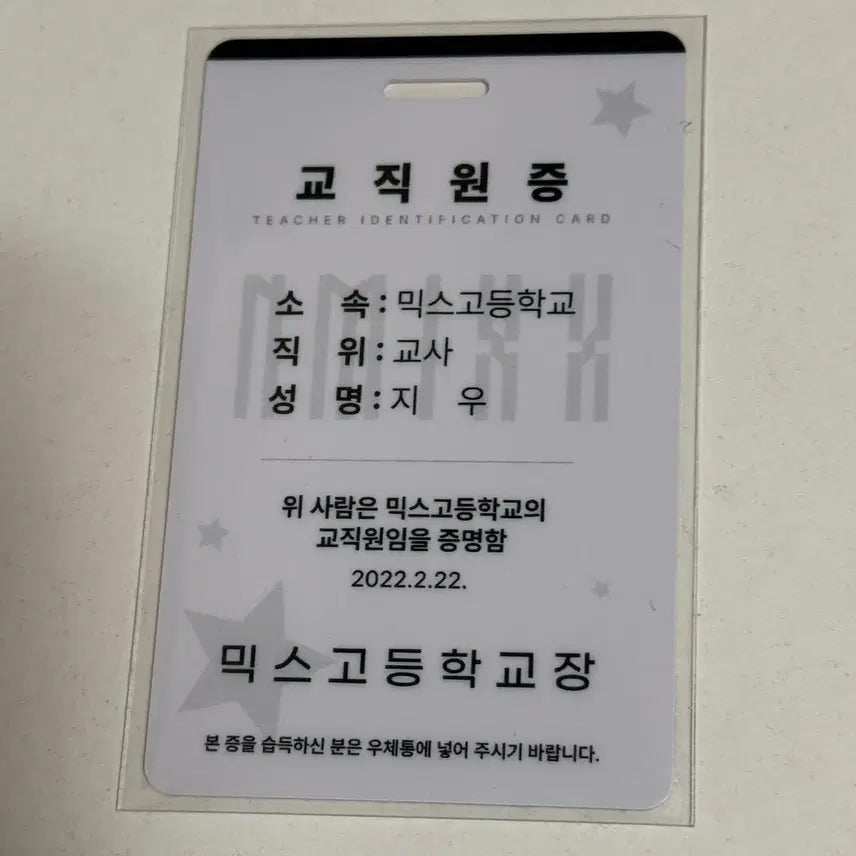 교직원증
TEACHER IDENTIFICATION CARD
NMIXX
소 속 : 믹스고등학교
직 위 : 교사
성 명 : 지 우
위 사람은 믹스고등학교의
교직원임을 증명함
2022.2.22.
믹스고등학교장
본 증을 습득하신 분은 우체통에 넣어 주시기 바랍니다.